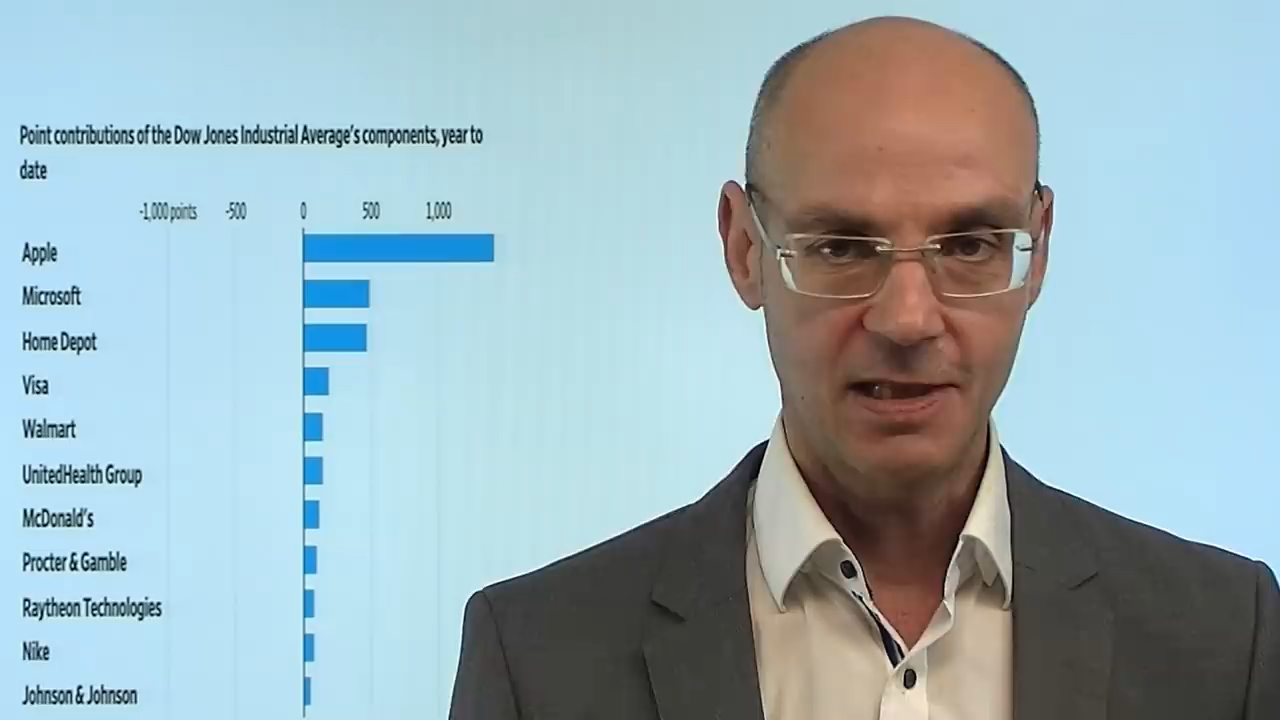 Point contributions of the Dow Jones Industrial Average's components, year to
date
-1,000 points -500 0 500 1,000
Apple
Microsoft
Home Depot
Visa
Walmart
UnitedHealth Group
McDonald's
Procter & Gamble
Raytheon Technologies
Nike
Johnson & Johnson